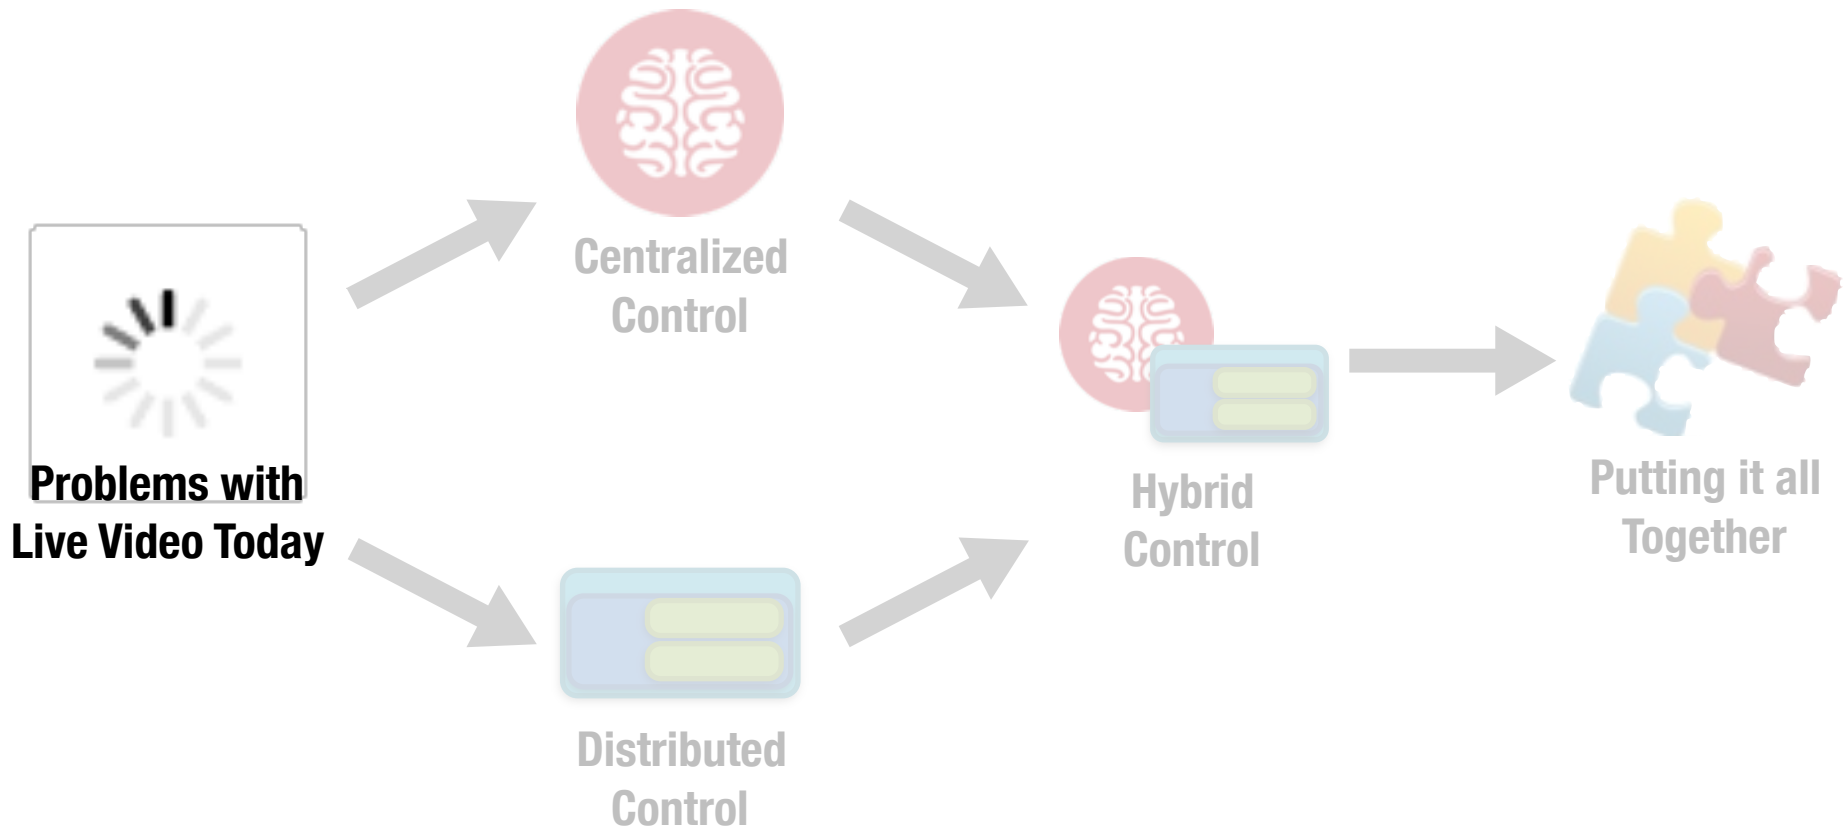 Problems with
Live Video Today
Centralized
Control
Distributed
Control
Hybrid
Control
Putting it all
Together